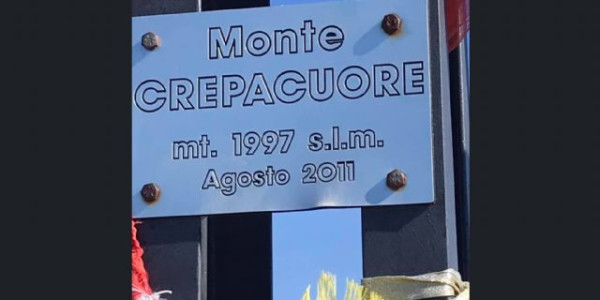 Monte
CREPACUORE
mt. 1997 s.l.m.
Agosto 2011